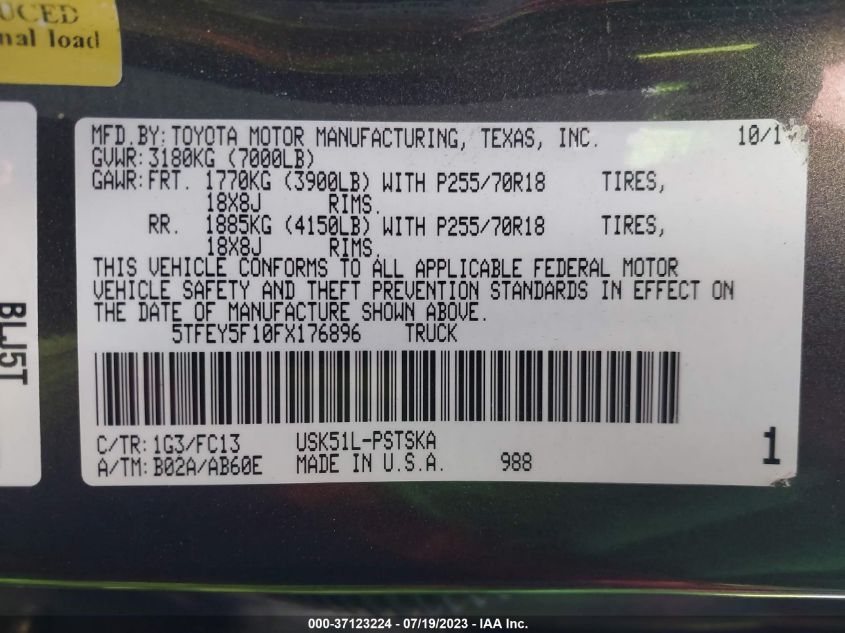 UCED
nal load
MFD.BY: TOYOTA MOTOR MANUFACTURING, TEXAS, INC. 10/1
GVWR: 3180KG (7000LB)
GAWR: FRT. 1770KG (3900LB) WITH P255/70R18 TIRES,
18X8J RIMS.
RR. 1885KG (4150LB) WITH P255/70R18 TIRES,
18X8J RIMS.
THIS VEHICLE CONFORMS TO ALL APPLICABLE FEDERAL MOTOR
VEHICLE SAFETY AND THEFT PREVENTION STANDARDS IN EFFECT ON
THE DATE OF MANUFACTURE SHOWN ABOVE.
5TFEY5F10FX176896 TRUCK
C/TR: 1G3/FC13 USK51L-PSTSKA
A/TM: B02A/AB60E MADE IN U.S.A. 988 1
BLJ5T
000-37123224 - 07/19/2023 - IAA Inc.